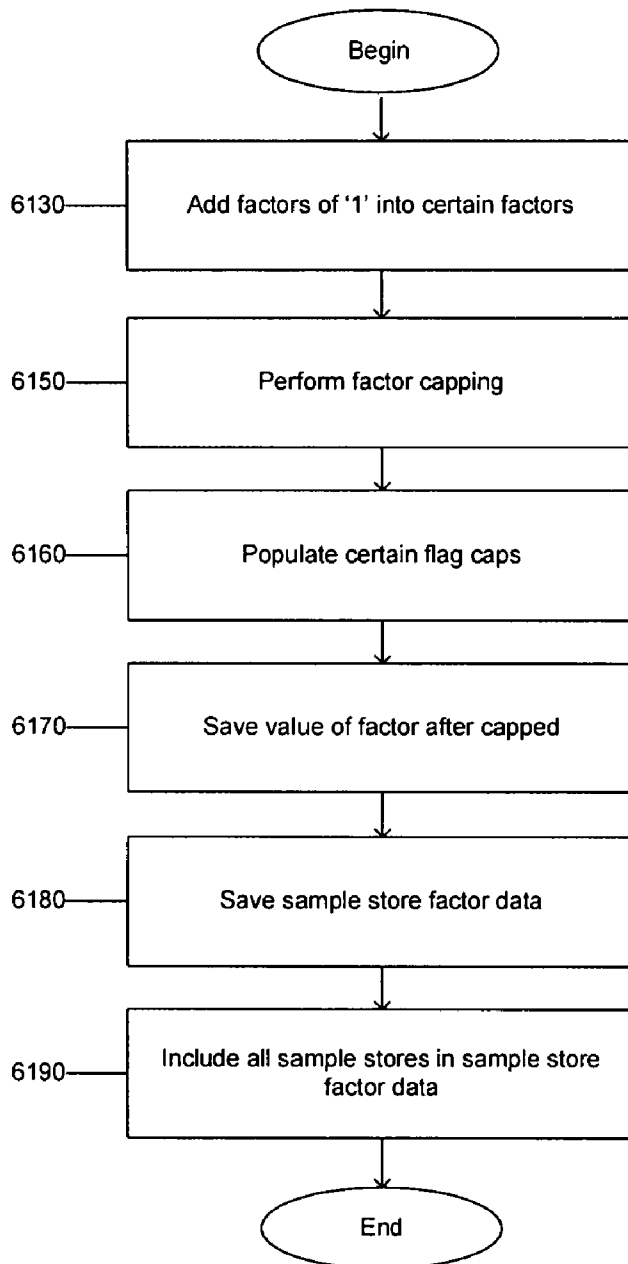 Begin
6130
Add factors of '1' into certain factors
6150
Perform factor capping
6160
Populate certain flag caps
6170
Save value of factor after capped
6180
Save sample store factor data
6190
Include all sample stores in sample store
factor data
End